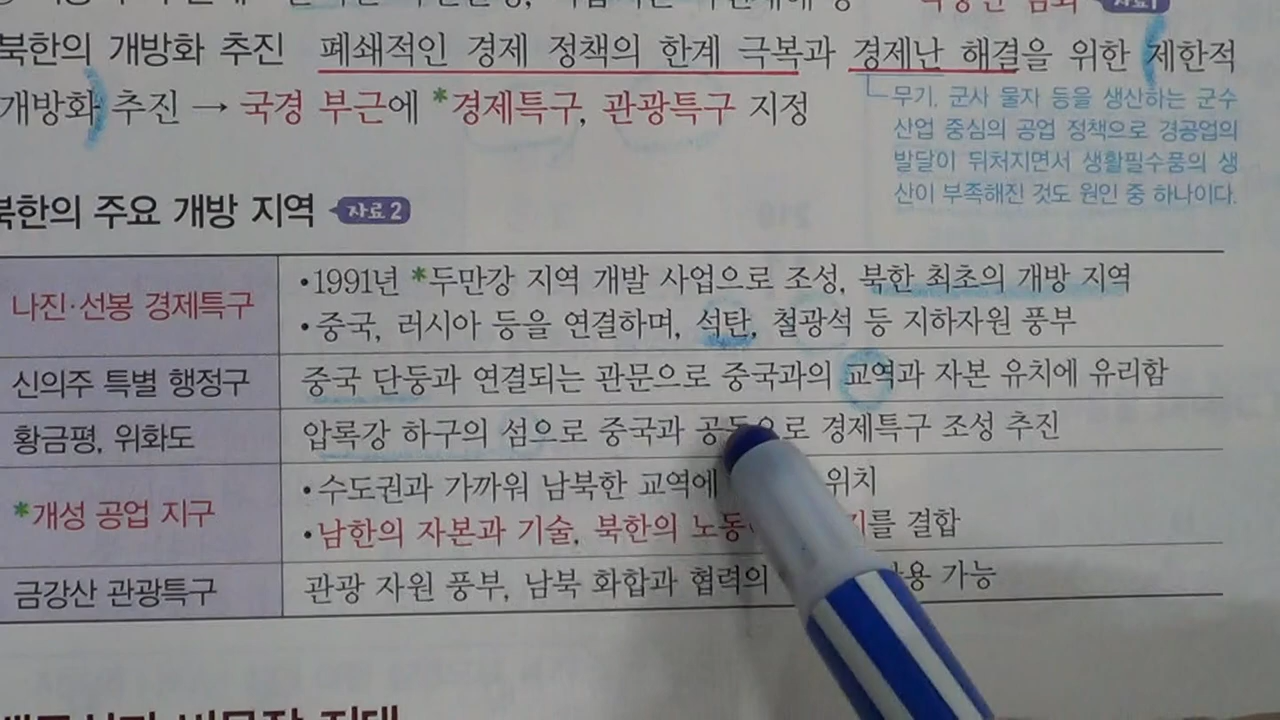 북한의 개방화 추진 폐쇄적인 경제 정책의 한계 극복과 경제난 해결을 위한 제한적
개방화 추진 → 국경 부근에 *경제특구, 관광특구 지정
무기, 군사 물자 등을 생산하는 군수
산업 중심의 공업 정책으로 경공업의
발달이 뒤처지면서 생활필수품의 생
산이 부족해진 것도 원인 중 하나이다.
북한의 주요 개방 지역 자료2
나진·선봉 경제특구
•1991년 *두만강 지역 개발 사업으로 조성, 북한 최초의 개방 지역
•중국, 러시아 등을 연결하며, 석탄, 철광석 등 지하자원 풍부
신의주 특별 행정구
중국 단둥과 연결되는 관문으로 중국과의 교역과 자본 유치에 유리함
황금평, 위화도
압록강 하구의 섬으로 중국과 공동으로 경제특구 조성 추진
*개성 공업 지구
•수도권과 가까워 남북한 교역에 위치
•남한의 자본과 기술, 북한의 를 결합
금강산 관광특구
관광 자원 풍부, 남북 화합과 협력의 가능